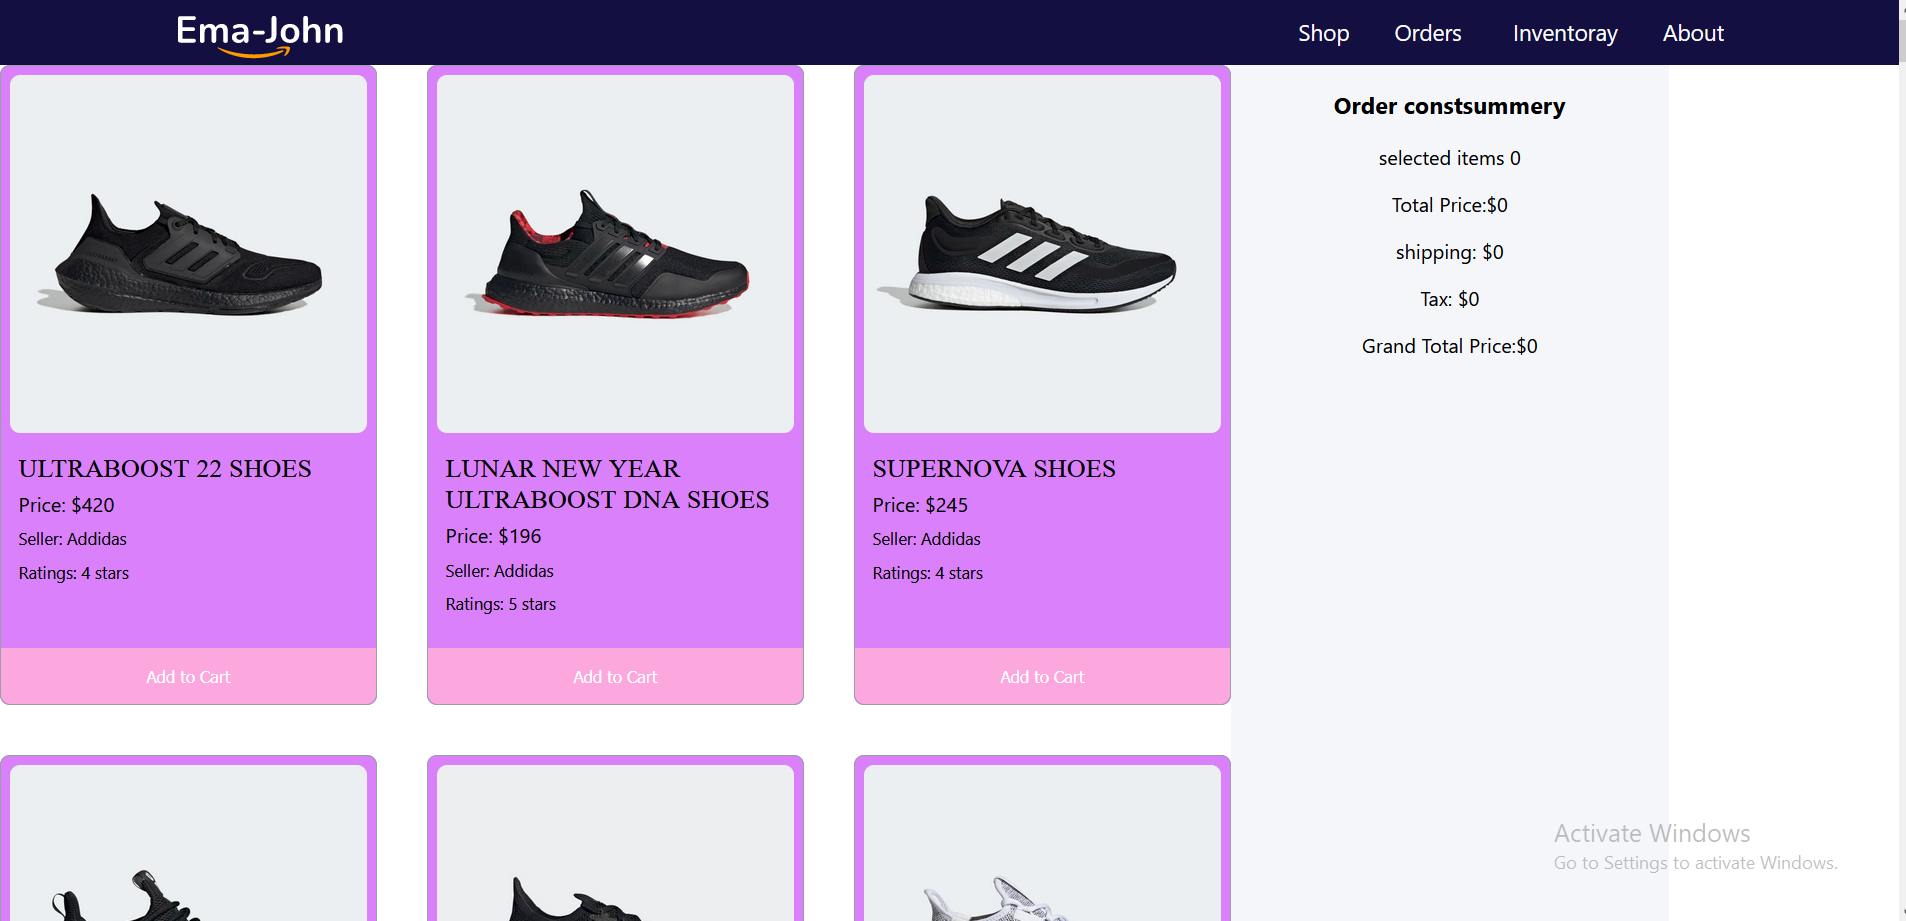 Ema-John
Shop Orders Inventoray About
ULTRABOOST 22 SHOES
Price: $420
Seller: Addidas
Ratings: 4 stars
Add to Cart
LUNAR NEW YEAR
ULTRABOOST DNA SHOES
Price: $196
Seller: Addidas
Ratings: 5 stars
Add to Cart
SUPERNOVA SHOES
Price: $245
Seller: Addidas
Ratings: 4 stars
Add to Cart
Order constsummery
selected items 0
Total Price:$0
shipping: $0
Tax: $0
Grand Total Price:$0
Activate Windows
Go to Settings to activate Windows.